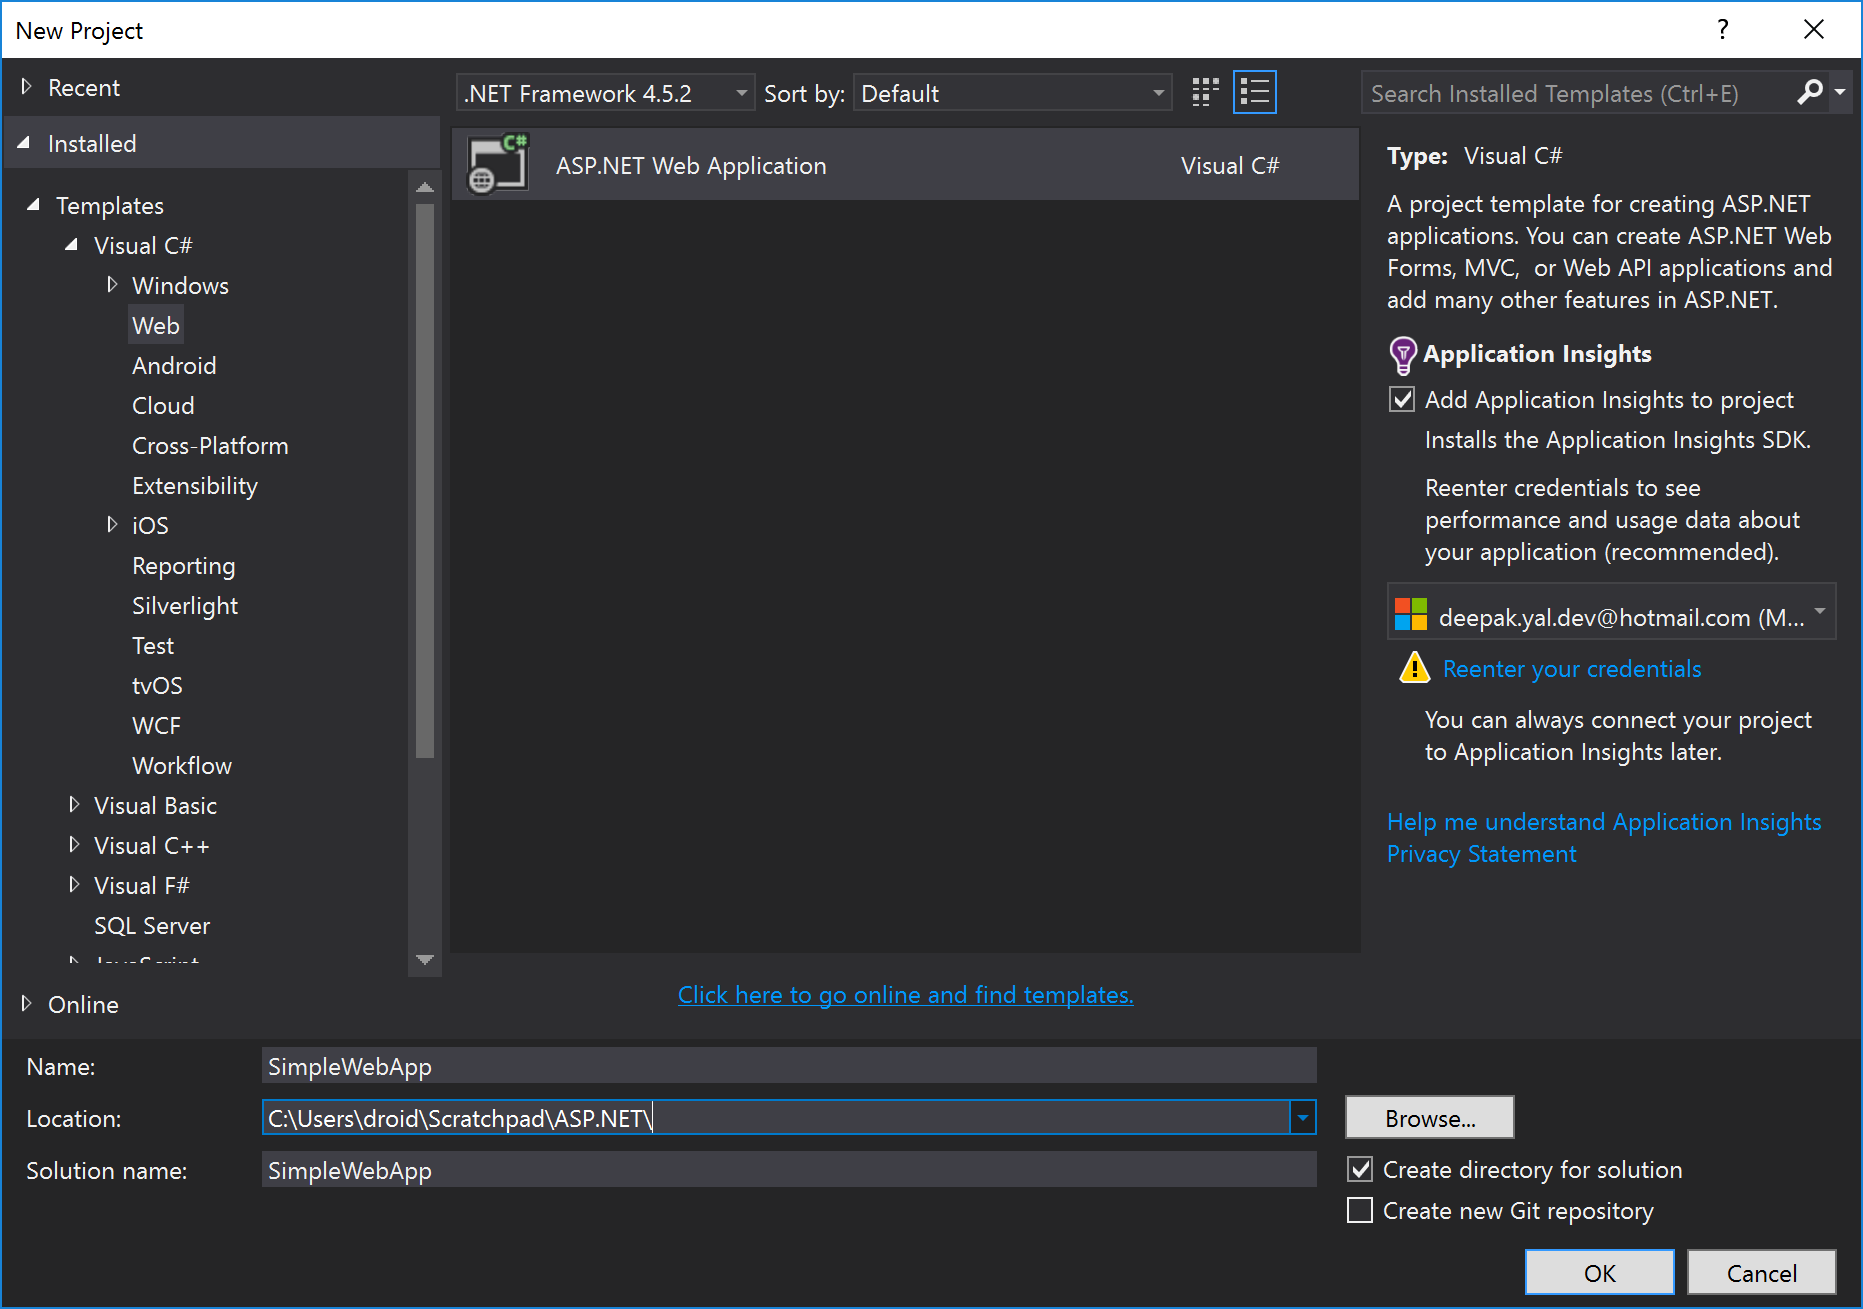 New Project
?
Recent
Installed
Templates
Visual C#
Windows
Web
Android
Cloud
Cross-Platform
Extensibility
iOS
Reporting
Silverlight
Test
tvOS
WCF
Workflow
Visual Basic
Visual C++
Visual F#
SQL Server
JavaScript
Online
.NET Framework 4.5.2
Sort by:
Default
C#
ASP.NET Web Application
Visual C#
Click here to go online and find templates.
Search Installed Templates (Ctrl+E)
Type: Visual C#
A project template for creating ASP.NET
applications. You can create ASP.NET Web
Forms, MVC, or Web API applications and
add many other features in ASP.NET.
Application Insights
Add Application Insights to project
Installs the Application Insights SDK.
Reenter credentials to see
performance and usage data about
your application (recommended).
deepak.yal.dev@hotmail.com (M...
Reenter your credentials
You can always connect your project
to Application Insights later.
Help me understand Application Insights
Privacy Statement
Name:
SimpleWebApp
Location:
C:\Users\droid\Scratchpad\ASP.NET\
Browse...
Solution name:
SimpleWebApp
Create directory for solution
Create new Git repository
OK
Cancel